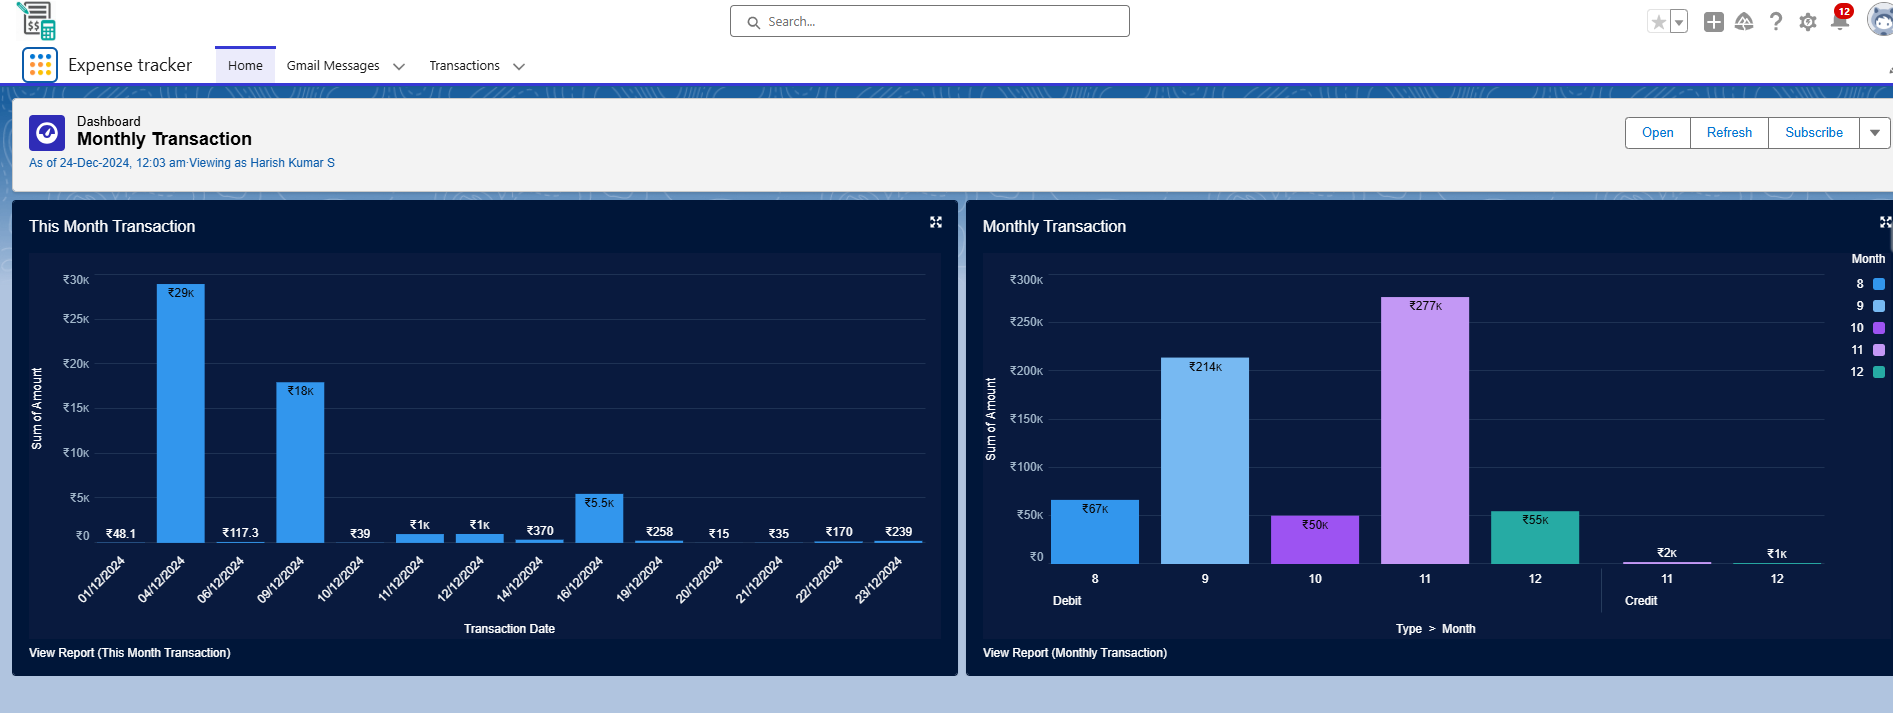 $$
Search...
12
Expense tracker
Home
Gmail Messages
Transactions
Dashboard
Monthly Transaction
As of 24-Dec-2024, 12:03 am·Viewing as Harish Kumar S
Open
Refresh
Subscribe
This Month Transaction
Sum of Amount
₹30K
₹25K
₹20K
₹15K
₹10K
₹5K
₹0
₹48.1
₹29K
₹117.3
₹18K
₹39
₹1K
₹1K
₹370
₹5.5K
₹258
₹15
₹35
₹170
₹239
01/12/2024
04/12/2024
06/12/2024
09/12/2024
10/12/2024
11/12/2024
12/12/2024
14/12/2024
16/12/2024
19/12/2024
20/12/2024
21/12/2024
22/12/2024
23/12/2024
Transaction Date
View Report (This Month Transaction)
Monthly Transaction
Month
8
9
10
11
12
Sum of Amount
₹300K
₹250K
₹200K
₹150K
₹100K
₹50K
₹0
₹67K
₹214K
₹50K
₹277K
₹55K
₹2K
₹1K
8
9
10
11
12
11
12
Debit
Credit
Type > Month
View Report (Monthly Transaction)